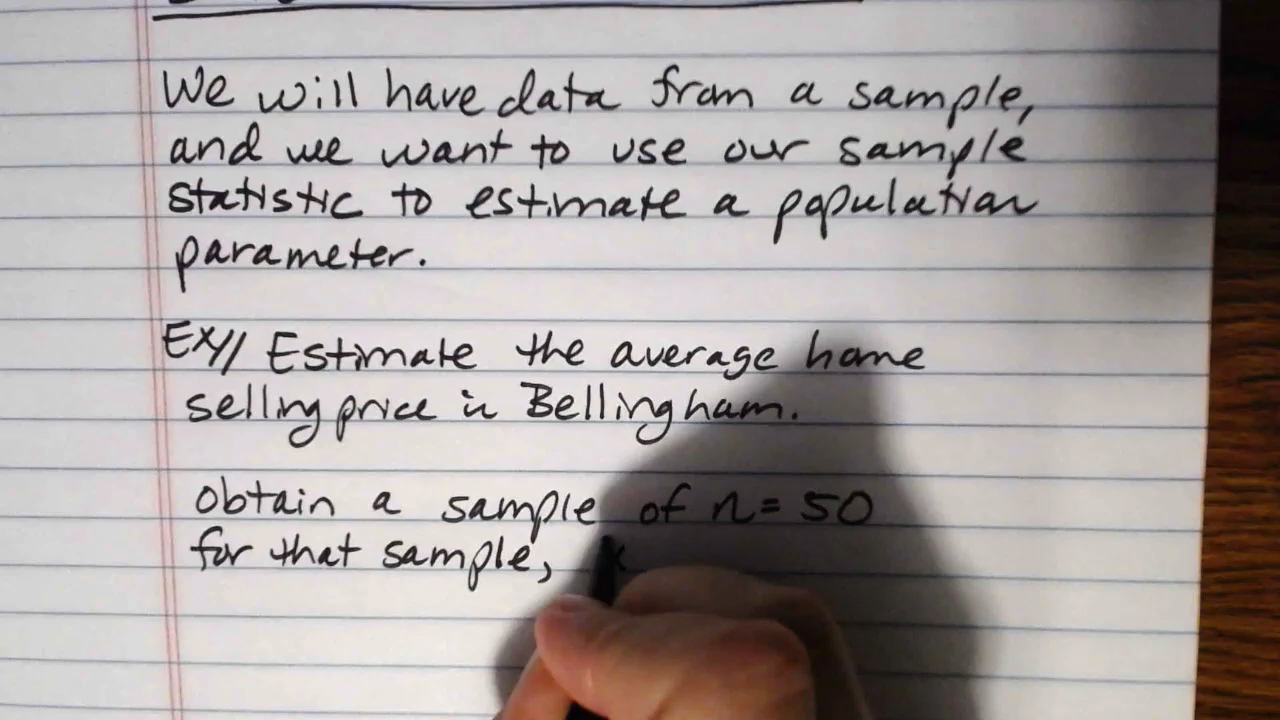 We will have data from a sample,
and we want to use our sample
statistic to estimate a population
parameter.
Ex// Estimate the average home
selling price in Bellingham.
Obtain a sample of n = 50
for that sample, x